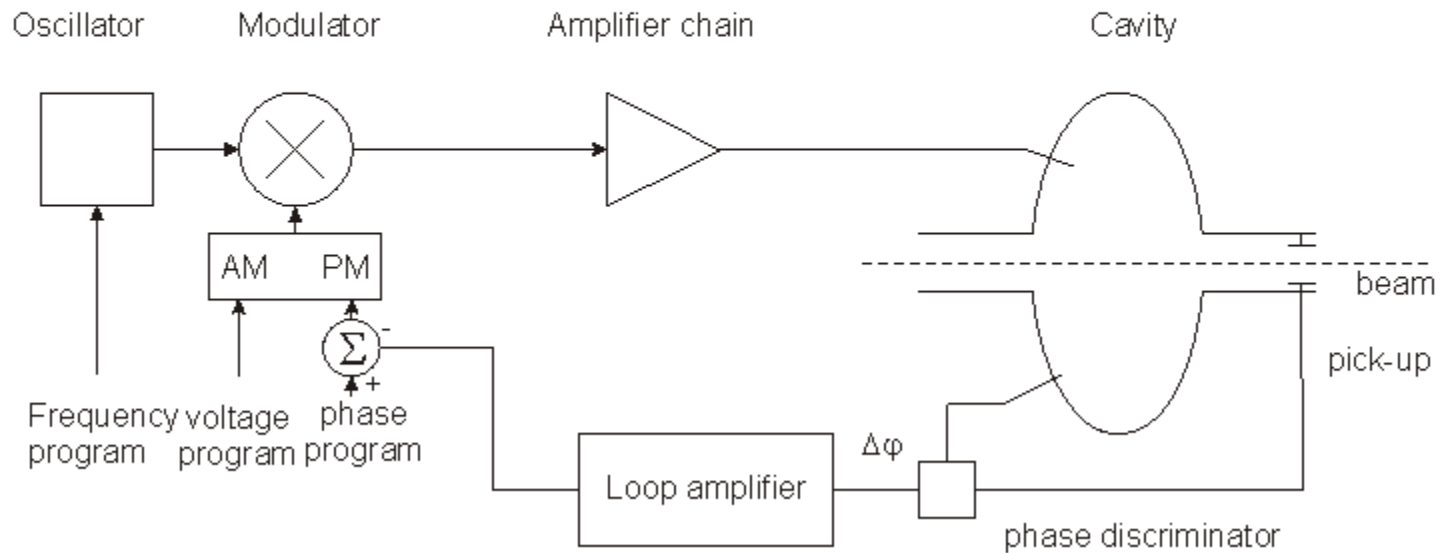 Oscillator
Modulator
Amplifier chain
Cavity
AM PM
beam
-
Σ
+
pick-up
Frequency
program
voltage
program
phase
program
Δφ
Loop amplifier
phase discriminator